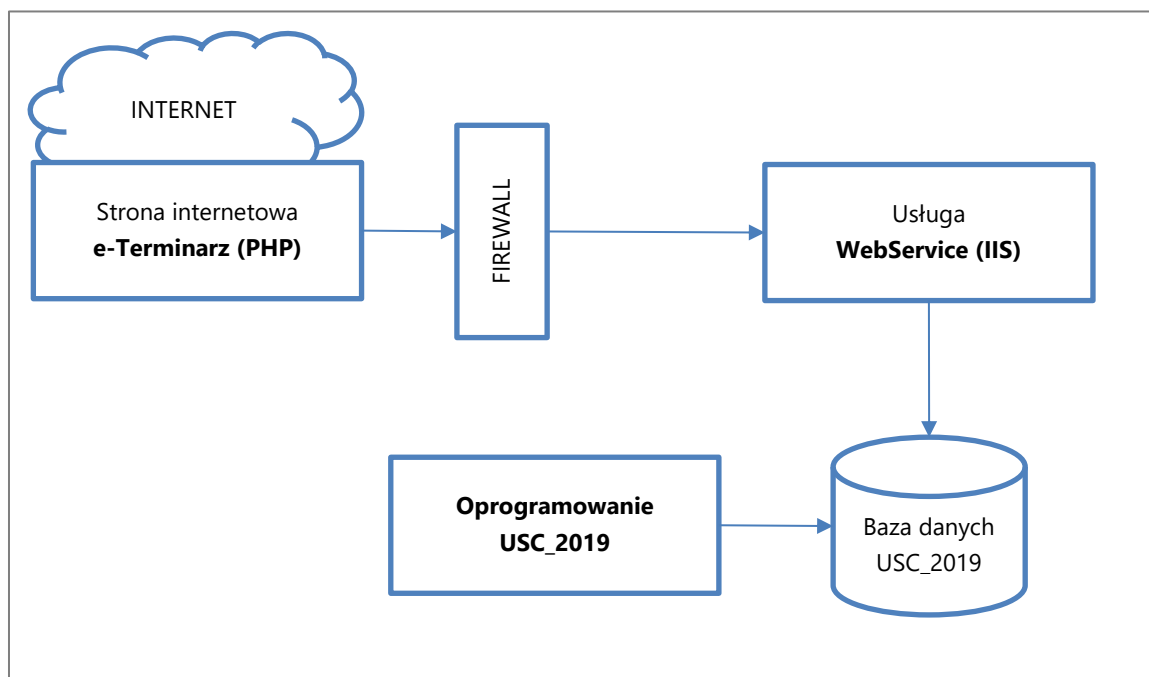 INTERNET
Strona internetowa
e-Terminarz (PHP)
FIREWALL
Usługa
WebService (IIS)
Oprogramowanie
USC_2019
Baza danych
USC_2019